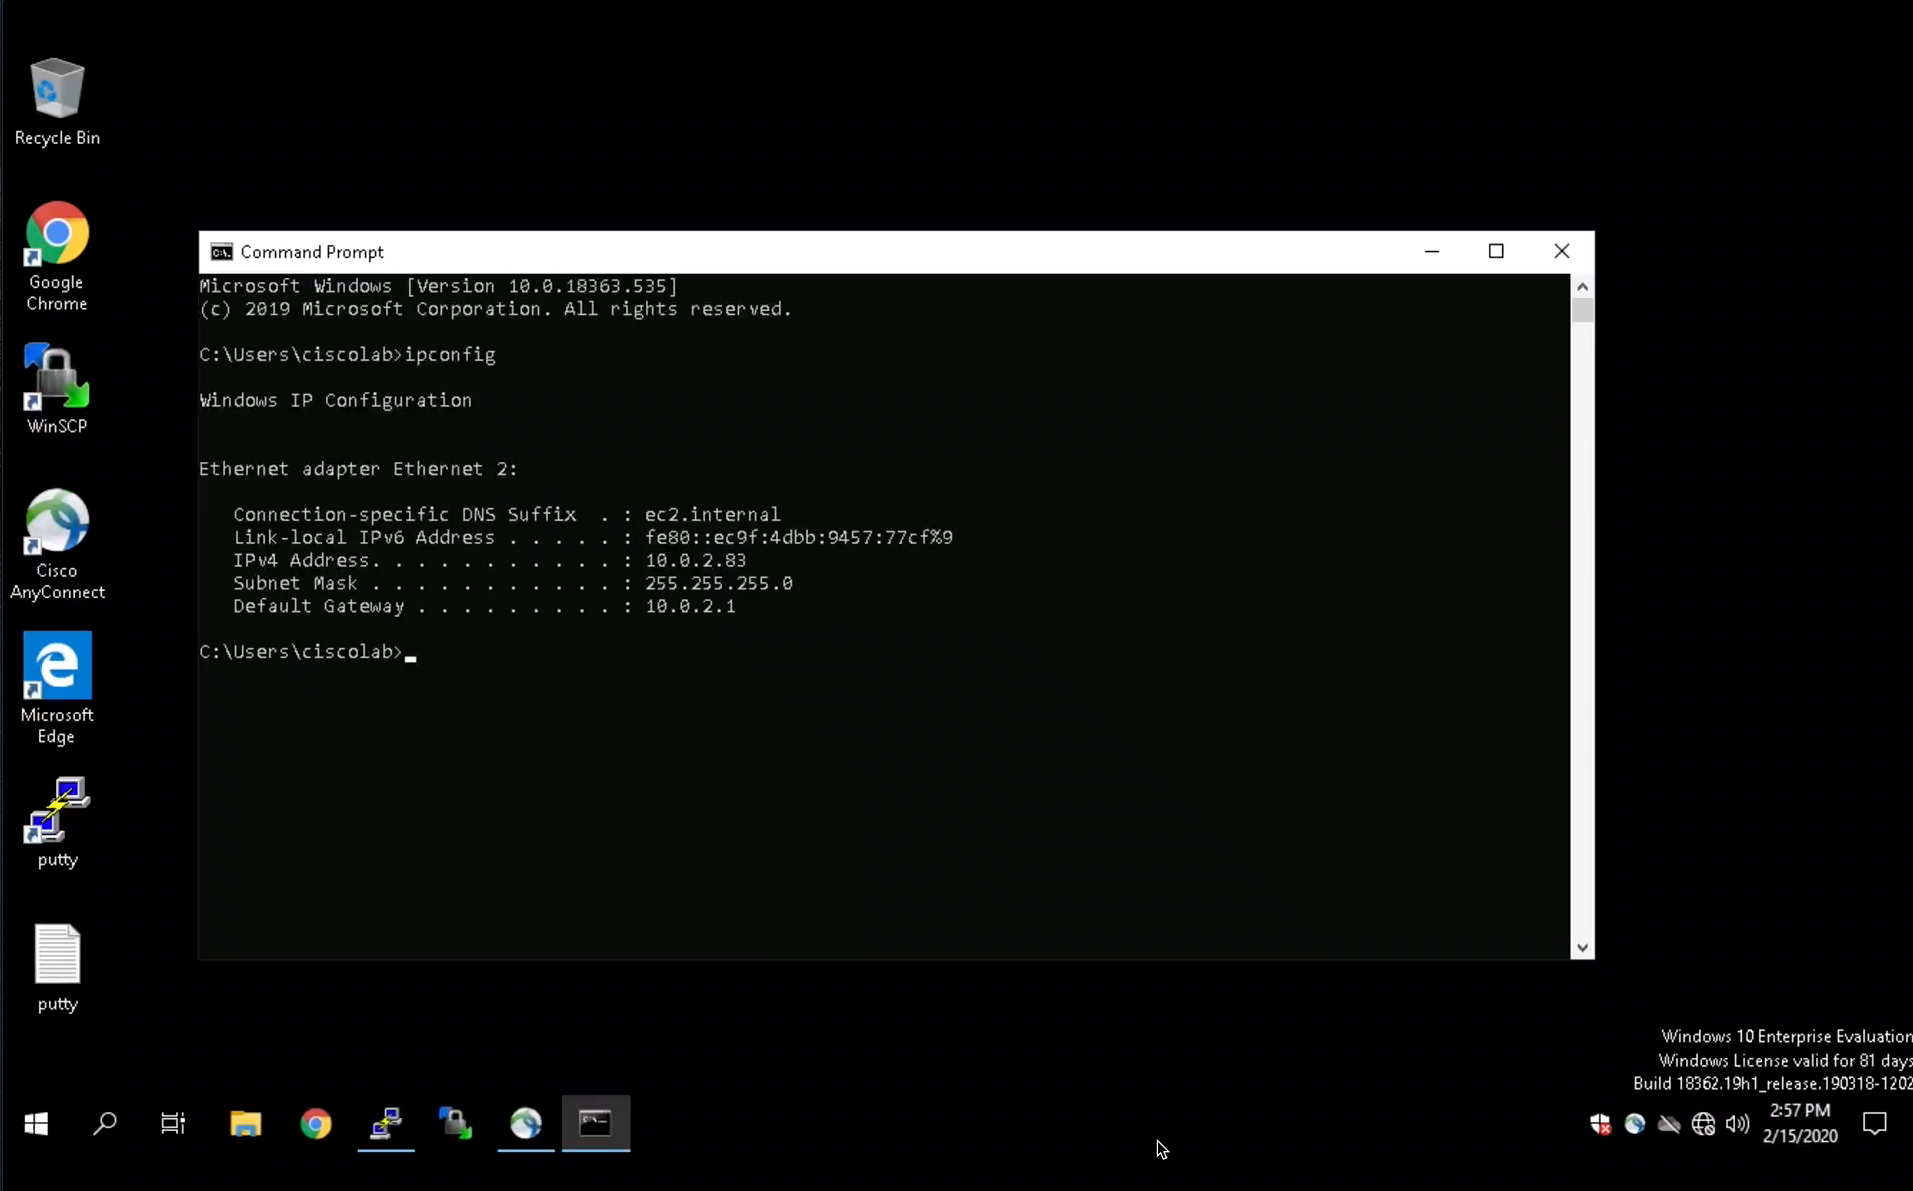 Recycle Bin
Google
Chrome
WinSCP
Cisco
AnyConnect
Microsoft
Edge
putty
putty
Command Prompt
Microsoft Windows [Version 10.0.18363.535]
(c) 2019 Microsoft Corporation. All rights reserved.
C:\Users\ciscolab>ipconfig
Windows IP Configuration
Ethernet adapter Ethernet 2:
Connection-specific DNS Suffix  . : ec2.internal
Link-local IPv6 Address . . . . . : fe80::ec9f:4dbb:9457:77cf%9
IPv4 Address. . . . . . . . . . . : 10.0.2.83
Subnet Mask . . . . . . . . . . . : 255.255.255.0
Default Gateway . . . . . . . . . : 10.0.2.1
C:\Users\ciscolab>
Windows 10 Enterprise Evaluation
Windows License valid for 81 days
Build 18362.19h1_release.190318-1202
2:57 PM
2/15/2020